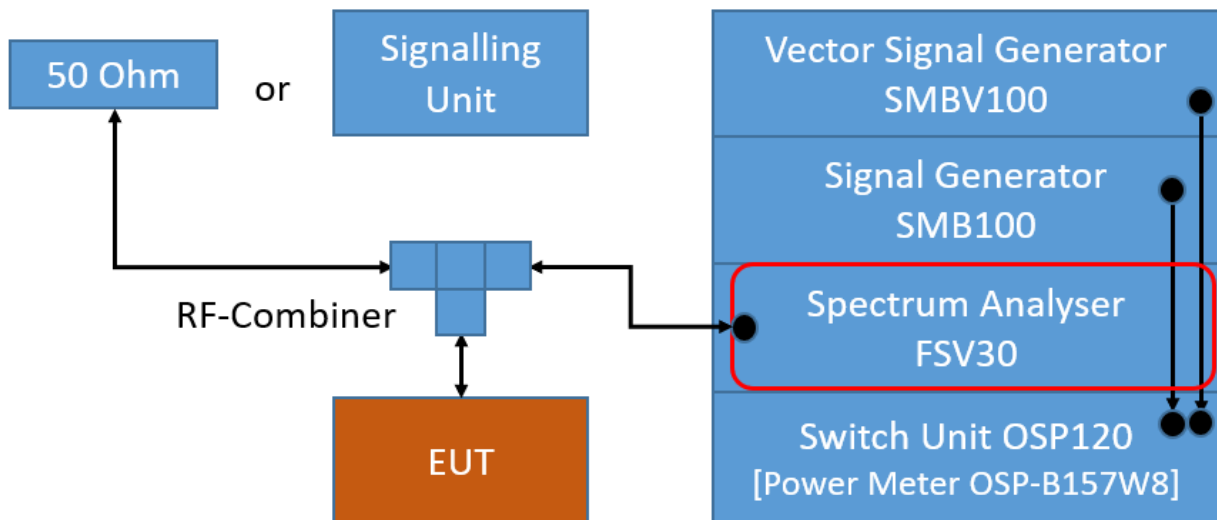 50 Ohm
or
Signalling
Unit
RF-Combiner
EUT
Vector Signal Generator
SMBV100
Signal Generator
SMB100
Spectrum Analyser
FSV30
Switch Unit OSP120
[Power Meter OSP-B157W8]